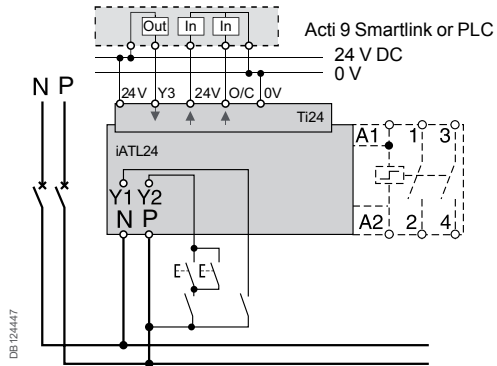 Out In In
Acti 9 Smartlink or PLC
24 V DC
0 V
N P
24 V Y3 24V O/C 0V
Ti24
A1 1 3
iATL24
Y1 Y2
N P
A2 2 4
DB124447